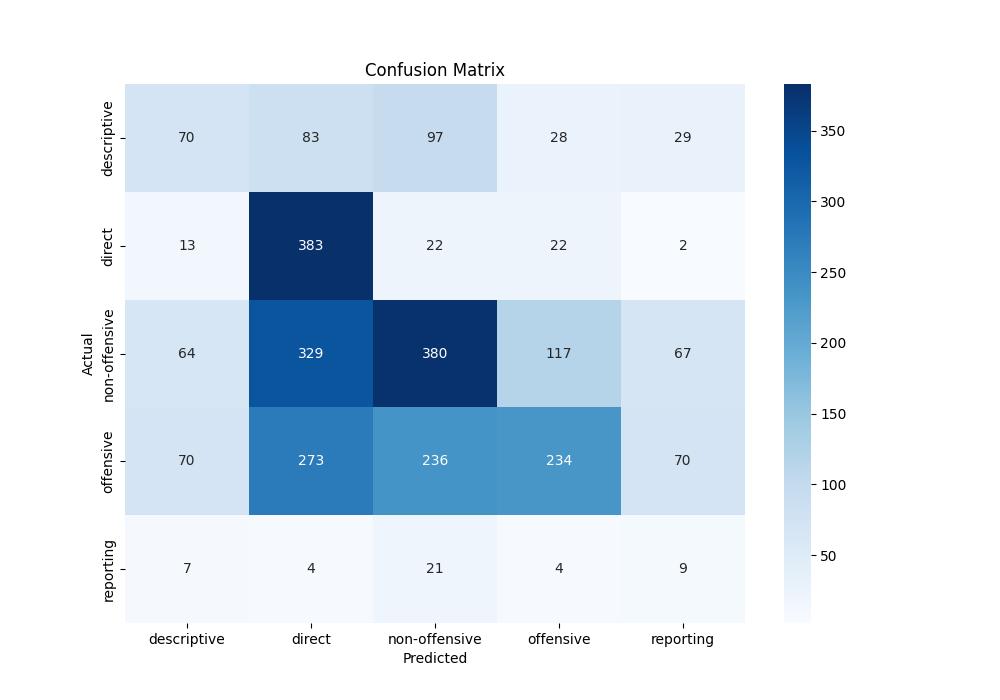 Confusion Matrix
descriptive 70 83 97 28 29
direct 13 383 22 22 2
non-offensive 64 329 380 117 67
offensive 70 273 236 234 70
reporting 7 4 21 4 9
Actual
descriptive direct non-offensive offensive reporting
Predicted
350
300
250
200
150
100
50